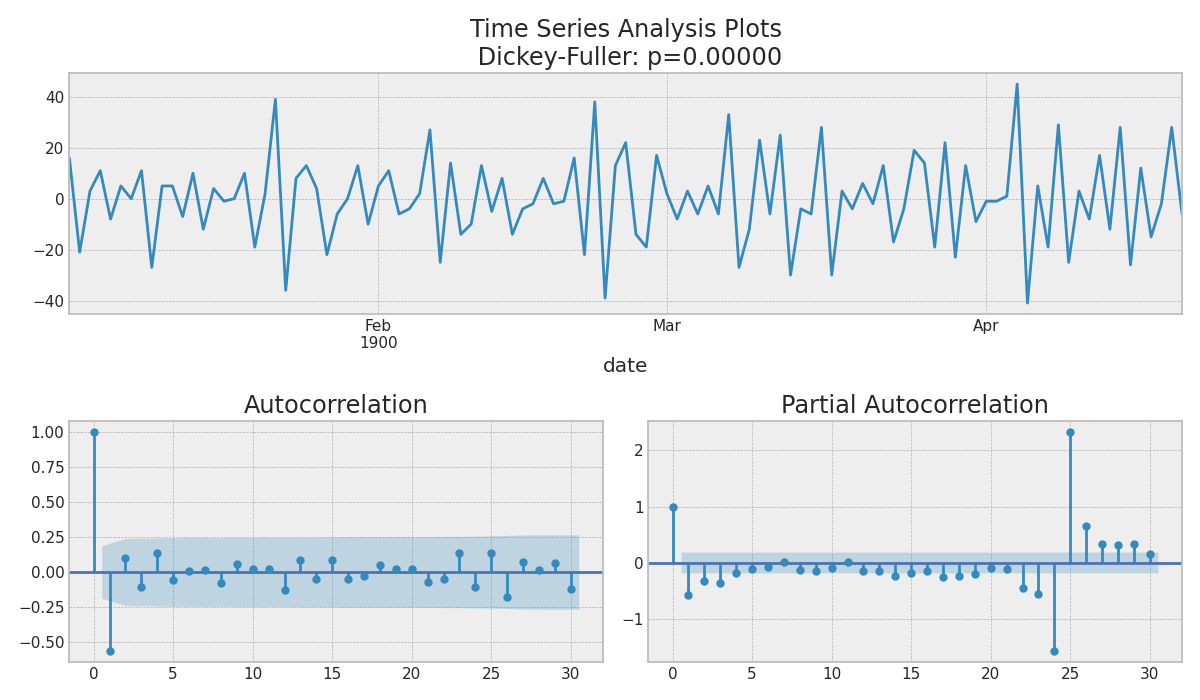 Time Series Analysis Plots
Dickey-Fuller: p=0.00000
40
20
0
−20
−40
Feb
1900
Mar
Apr
date
Autocorrelation
1.00
0.75
0.50
0.25
0.00
−0.25
−0.50
0 5 10 15 20 25 30
Partial Autocorrelation
2
1
0
−1
0 5 10 15 20 25 30